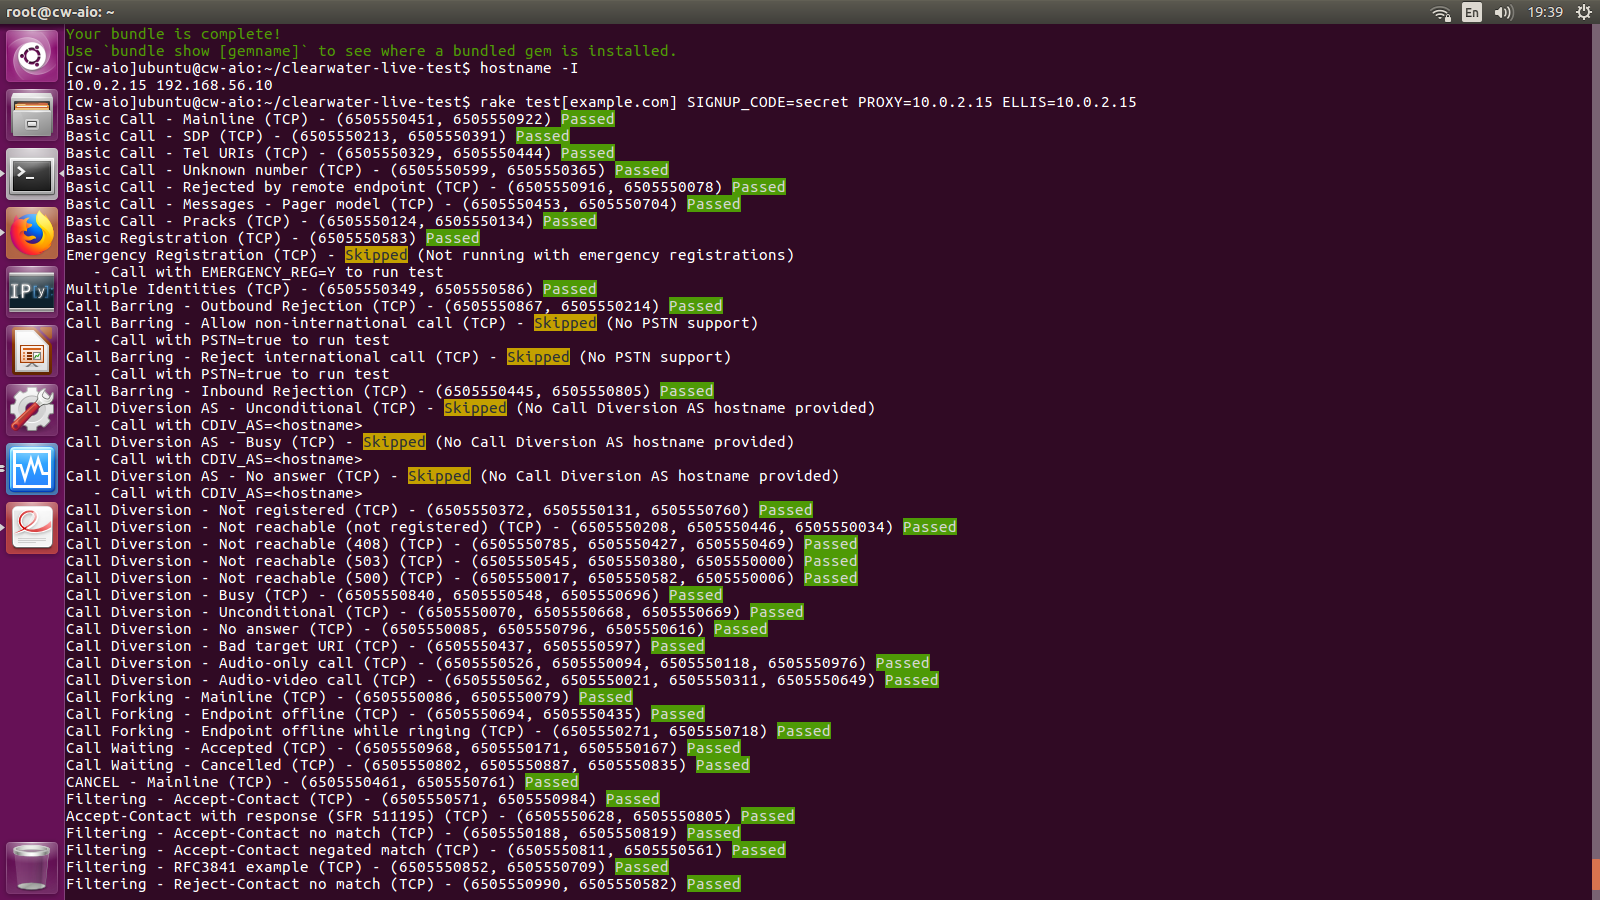 root@cw-aio: ~
En
19:39
Your bundle is complete!
Use `bundle show [gemname]` to see where a bundled gem is installed.
[cw-aio]ubuntu@cw-aio:~/clearwater-live-test$ hostname -I
10.0.2.15 192.168.56.10
[cw-aio]ubuntu@cw-aio:~/clearwater-live-test$ rake test[example.com] SIGNUP_CODE=secret PROXY=10.0.2.15 ELLIS=10.0.2.15
Basic Call - Mainline (TCP) - (6505550451, 6505550922) Passed
Basic Call - SDP (TCP) - (6505550213, 6505550391) Passed
Basic Call - Tel URIs (TCP) - (6505550329, 6505550444) Passed
Basic Call - Unknown number (TCP) - (6505550599, 6505550365) Passed
Basic Call - Rejected by remote endpoint (TCP) - (6505550916, 6505550078) Passed
Basic Call - Messages - Pager model (TCP) - (6505550453, 6505550704) Passed
Basic Call - Pracks (TCP) - (6505550124, 6505550134) Passed
Basic Registration (TCP) - (6505550583) Passed
Emergency Registration (TCP) - Skipped (Not running with emergency registrations)
   - Call with EMERGENCY_REG=Y to run test
Multiple Identities (TCP) - (6505550349, 6505550586) Passed
Call Barring - Outbound Rejection (TCP) - (6505550867, 6505550214) Passed
Call Barring - Allow non-international call (TCP) - Skipped (No PSTN support)
   - Call with PSTN=true to run test
Call Barring - Reject international call (TCP) - Skipped (No PSTN support)
   - Call with PSTN=true to run test
Call Barring - Inbound Rejection (TCP) - (6505550445, 6505550805) Passed
Call Diversion AS - Unconditional (TCP) - Skipped (No Call Diversion AS hostname provided)
   - Call with CDIV_AS=<hostname>
Call Diversion AS - Busy (TCP) - Skipped (No Call Diversion AS hostname provided)
   - Call with CDIV_AS=<hostname>
Call Diversion AS - No answer (TCP) - Skipped (No Call Diversion AS hostname provided)
   - Call with CDIV_AS=<hostname>
Call Diversion - Not registered (TCP) - (6505550372, 6505550131, 6505550760) Passed
Call Diversion - Not reachable (not registered) (TCP) - (6505550208, 6505550446, 6505550034) Passed
Call Diversion - Not reachable (408) (TCP) - (6505550785, 6505550427, 6505550469) Passed
Call Diversion - Not reachable (503) (TCP) - (6505550545, 6505550380, 6505550000) Passed
Call Diversion - Not reachable (500) (TCP) - (6505550017, 6505550582, 6505550006) Passed
Call Diversion - Busy (TCP) - (6505550840, 6505550548, 6505550696) Passed
Call Diversion - Unconditional (TCP) - (6505550070, 6505550668, 6505550669) Passed
Call Diversion - No answer (TCP) - (6505550085, 6505550796, 6505550616) Passed
Call Diversion - Bad target URI (TCP) - (6505550437, 6505550597) Passed
Call Diversion - Audio-only call (TCP) - (6505550526, 6505550094, 6505550118, 6505550976) Passed
Call Diversion - Audio-video call (TCP) - (6505550562, 6505550021, 6505550311, 6505550649) Passed
Call Forking - Mainline (TCP) - (6505550086, 6505550079) Passed
Call Forking - Endpoint offline (TCP) - (6505550694, 6505550435) Passed
Call Forking - Endpoint offline while ringing (TCP) - (6505550271, 6505550718) Passed
Call Waiting - Accepted (TCP) - (6505550968, 6505550171, 6505550167) Passed
Call Waiting - Cancelled (TCP) - (6505550802, 6505550887, 6505550835) Passed
CANCEL - Mainline (TCP) - (6505550461, 6505550761) Passed
Filtering - Accept-Contact (TCP) - (6505550571, 6505550984) Passed
Accept-Contact with response (SFR 511195) (TCP) - (6505550628, 6505550805) Passed
Filtering - Accept-Contact no match (TCP) - (6505550188, 6505550819) Passed
Filtering - Accept-Contact negated match (TCP) - (6505550811, 6505550561) Passed
Filtering - RFC3841 example (TCP) - (6505550852, 6505550709) Passed
Filtering - Reject-Contact no match (TCP) - (6505550990, 6505550582) Passed
IP[y]: